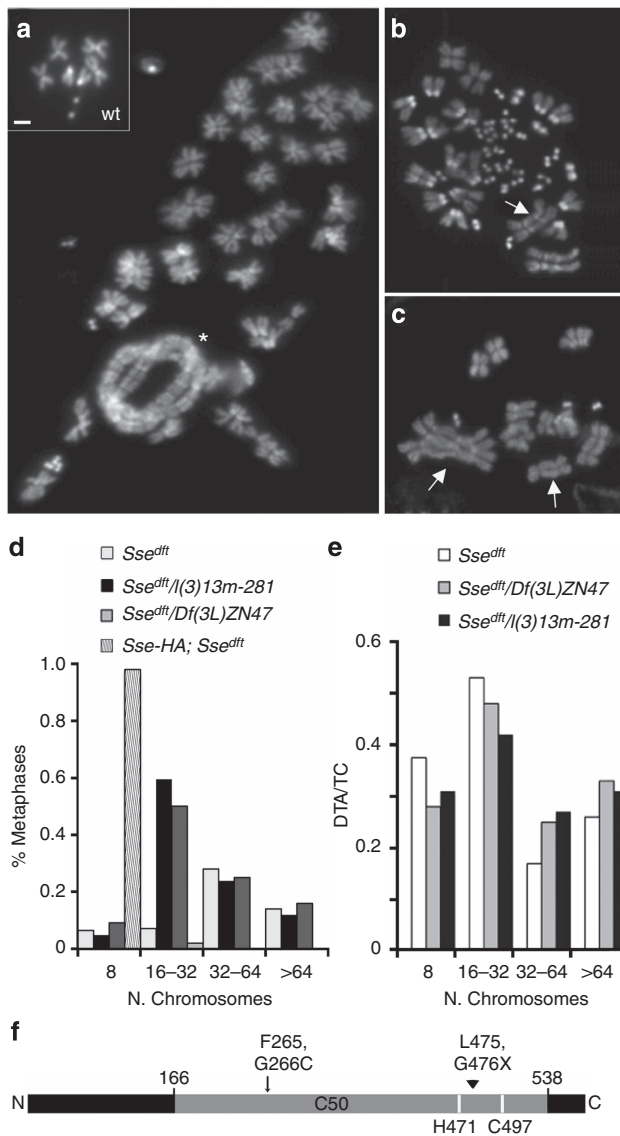 a
wt
*
b
c
d
Sse^dft
Sse^dft/l(3)13m-281
Sse^dft/Df(3L)ZN47
Sse-HA; Sse^dft
% Metaphases
1.0
0.8
0.6
0.4
0.2
0
8 16–32 32–64 >64
N. Chromosomes
e
Sse^dft
Sse^dft/Df(3L)ZN47
Sse^dft/l(3)13m-281
DTA/TC
0.6
0.4
0.2
0
8 16–32 32–64 >64
N. Chromosomes
f
F265, L475,
G266C G476X
166 538
N C50 C
H471 C497